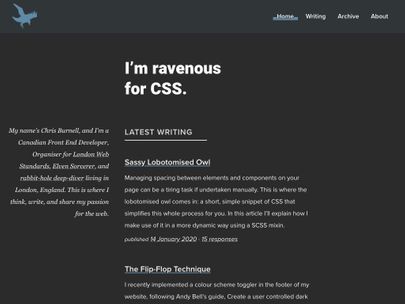 Home Writing Archive About
I'm ravenous
for CSS.
My name's Chris Burnell, and I'm a
Canadian Front End Developer,
Organiser for London Web
Standards, Elven Sorcerer, and
rabbit-hole deep-diver living in
London, England. This is where I
think, write, and share my passion
for the web.
LATEST WRITING
Sassy Lobotomised Owl
Managing spacing between elements and components on your
page can be a tiring task if undertaken manually. This is where the
lobotomised owl comes in: a short, simple snippet of CSS that
simplifies this whole process for you. In this article I'll explain how I
make use of it in a more dynamic way using a SCSS mixin.
published 14 January 2020 · 15 responses
The Flip-Flop Technique
I recently implemented a colour scheme toggler in the footer of my
website, following Andy Bell's guide, Create a user controlled dark